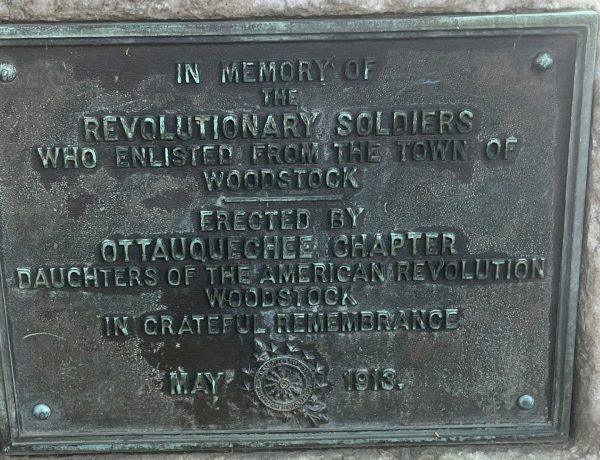 IN MEMORY OF
THE
REVOLUTIONARY SOLDIERS
WHO ENLISTED FROM THE TOWN OF
WOODSTOCK
ERECTED BY
OTTAUQUECHEE CHAPTER
DAUGHTERS OF THE AMERICAN REVOLUTION
WOODSTOCK
IN GRATEFUL REMEMBRANCE
MAY 1913.